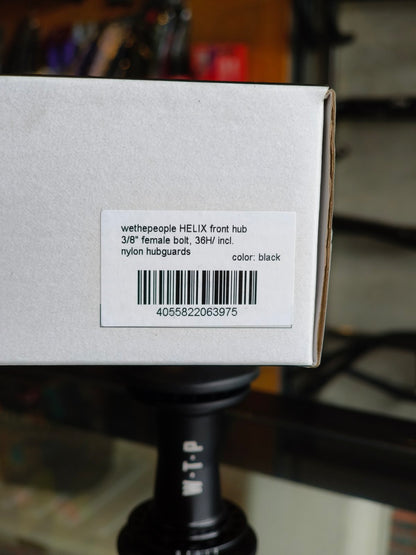 wethepeople HELIX front hub
3/8" female bolt, 36H/ incl.
nylon hubguards
color: black
4055822063975
W·T·P